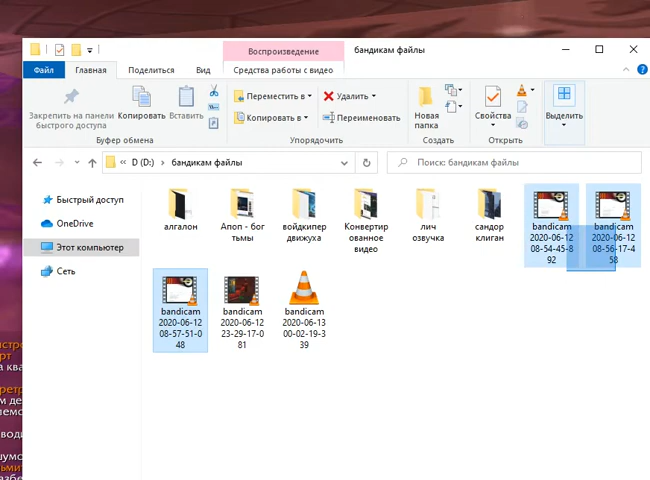 Воспроизведение
бандикам файлы
Файл
Главная
Поделиться
Вид
Средства работы с видео
Закрепить на панели
быстрого доступа
Копировать
Вставить
Переместить в
Копировать в
Удалить
Переименовать
Новая
папка
Свойства
Выделить
Буфер обмена
Упорядочить
Создать
Открыть
D (D:)
бандикам файлы
Поиск: бандикам файлы
Быстрый доступ
OneDrive
Этот компьютер
Сеть
алгалон
Апоп - бог
тьмы
войдкипер
движуха
Конвертир
ованное
видео
лич
озвучка
сандор
клиган
bandicam
2020-06-12
08-54-45-8
92
bandicam
2020-06-12
08-56-17-4
58
bandicam
2020-06-12
08-57-51-0
48
bandicam
2020-06-12
23-29-17-0
81
bandicam
2020-06-13
00-02-19-3
39